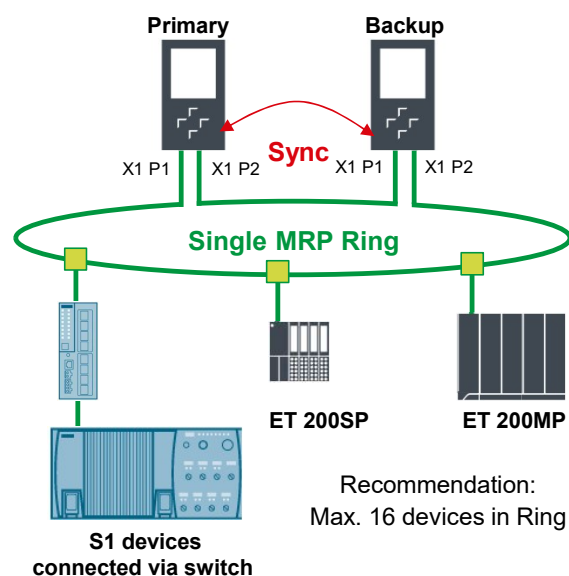 Primary
Backup
Sync
X1 P1
X1 P2
X1 P1
X1 P2
Single MRP Ring
ET 200SP
ET 200MP
Recommendation:
Max. 16 devices in Ring
S1 devices
connected via switch